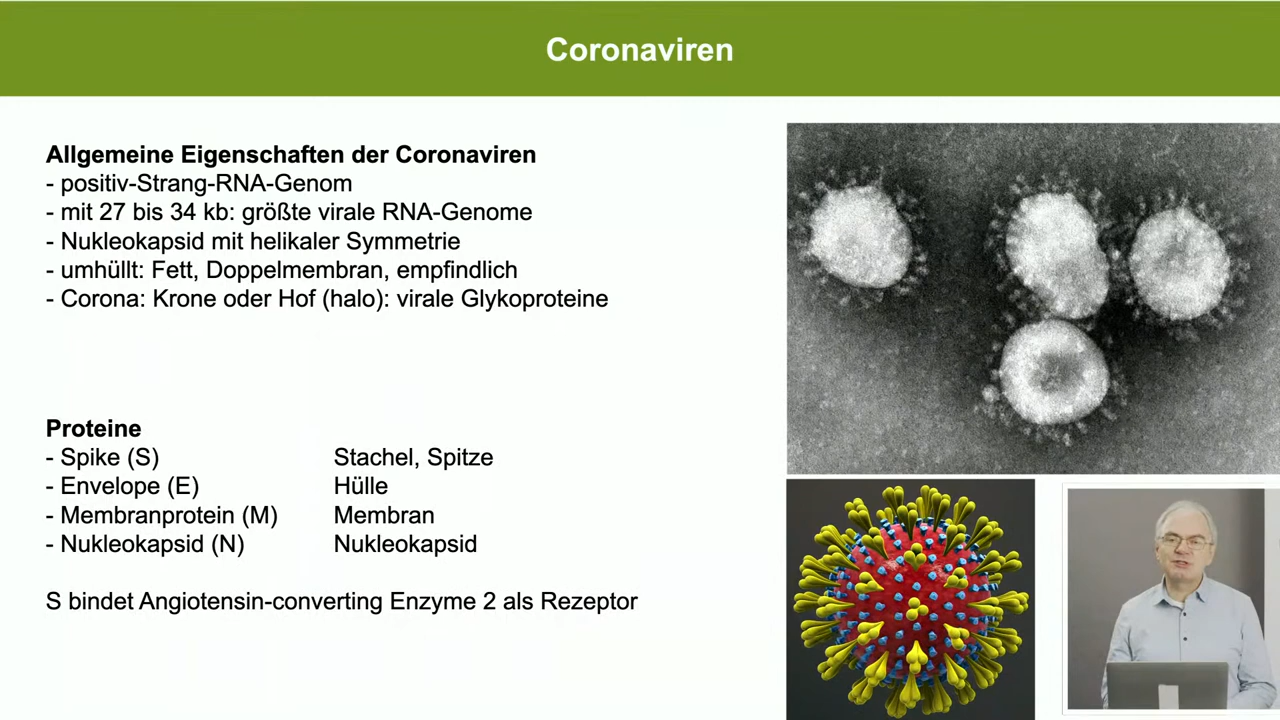 Coronaviren
Allgemeine Eigenschaften der Coronaviren
- positiv-Strang-RNA-Genom
- mit 27 bis 34 kb: größte virale RNA-Genome
- Nukleokapsid mit helikaler Symmetrie
- umhüllt: Fett, Doppelmembran, empfindlich
- Corona: Krone oder Hof (halo): virale Glykoproteine
Proteine
- Spike (S) Stachel, Spitze
- Envelope (E) Hülle
- Membranprotein (M) Membran
- Nukleokapsid (N) Nukleokapsid
S bindet Angiotensin-converting Enzyme 2 als Rezeptor